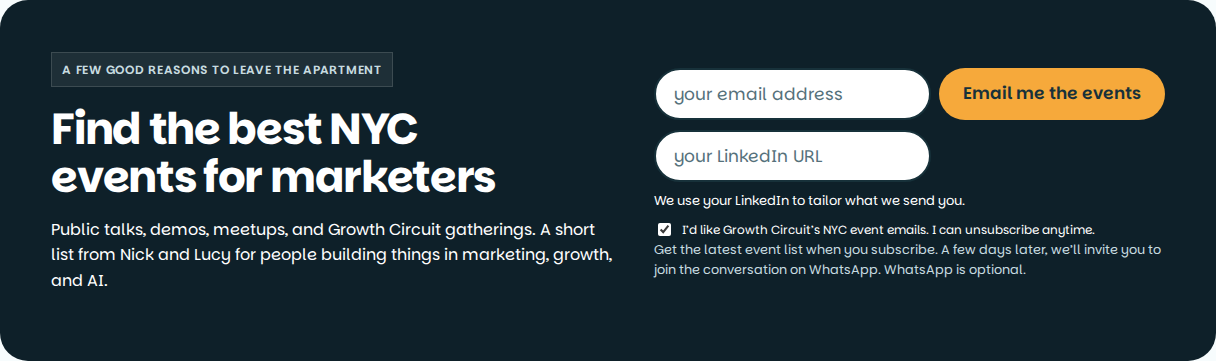 A FEW GOOD REASONS TO LEAVE THE APARTMENT
Find the best NYC
events for marketers
Public talks, demos, meetups, and Growth Circuit gatherings. A short
list from Nick and Lucy for people building things in marketing, growth,
and AI.
your email address
Email me the events
your LinkedIn URL
We use your LinkedIn to tailor what we send you.
I'd like Growth Circuit's NYC event emails. I can unsubscribe anytime.
Get the latest event list when you subscribe. A few days later, we'll invite you to
join the conversation on WhatsApp. WhatsApp is optional.